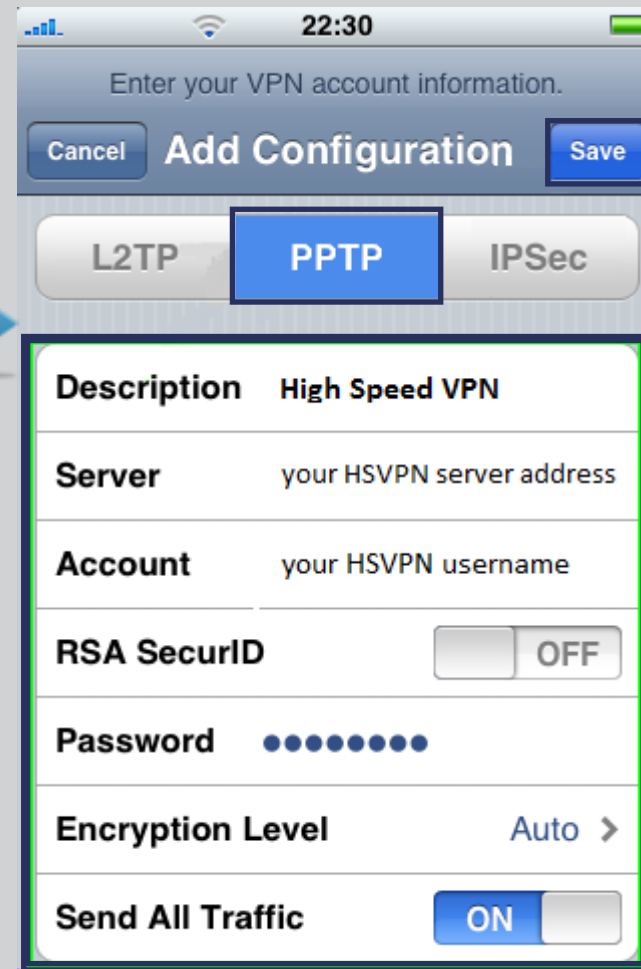 22:30
Enter your VPN account information.
Cancel Add Configuration Save
L2TP PPTP IPSec
Description High Speed VPN
Server your HSVPN server address
Account your HSVPN username
RSA SecurID OFF
Password ●●●●●●●●
Encryption Level Auto >
Send All Traffic ON